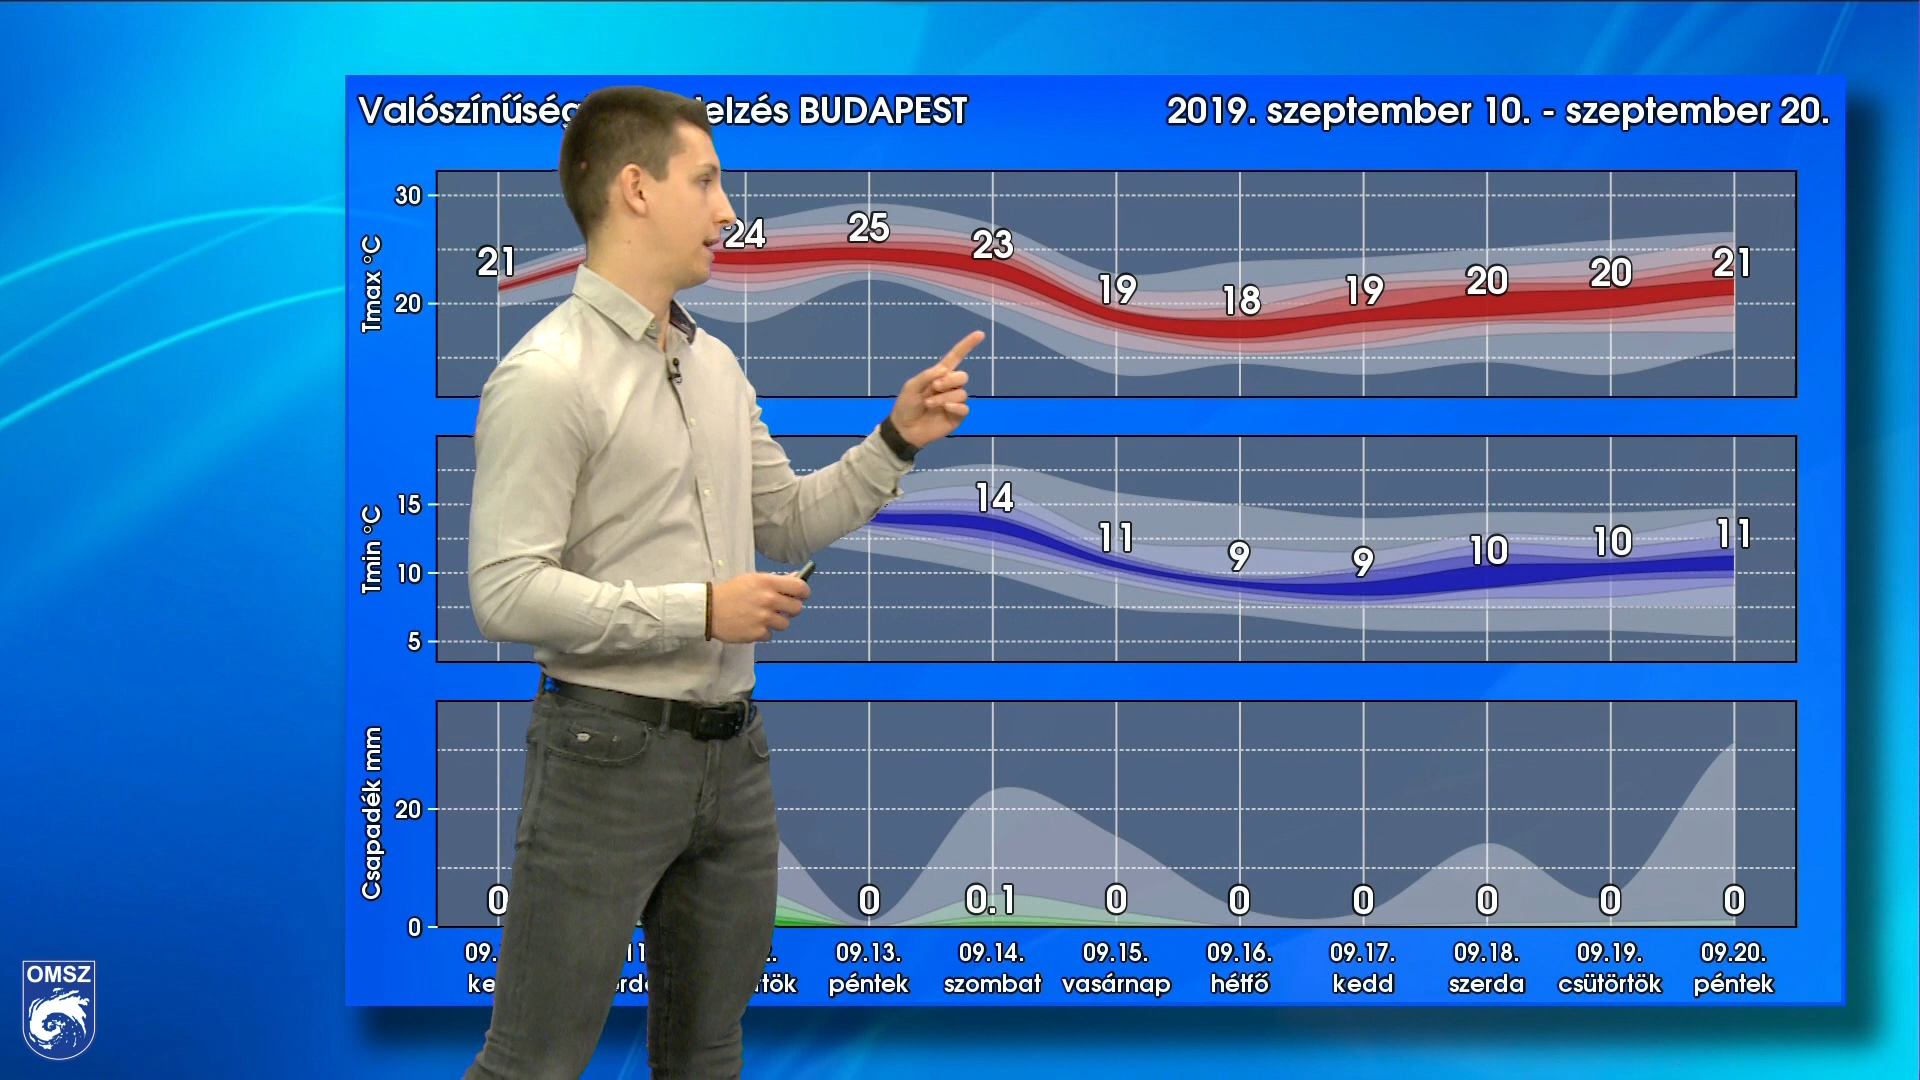 Valószínűség elzés BUDAPEST
2019. szeptember 10. - szeptember 20.
30
20
Tmax °C
21 24 25 23 19 18 19 20 20 21
15
10
5
Tmin °C
14 11 9 9 10 10 11
20
0
Csapadék mm
0 0 0.1 0 0 0 0 0 0
09. 09.13. 09.14. 09.15. 09.16. 09.17. 09.18. 09.19. 09.20.
péntek szombat vasárnap hétfő kedd szerda csütörtök péntek
OMSZ